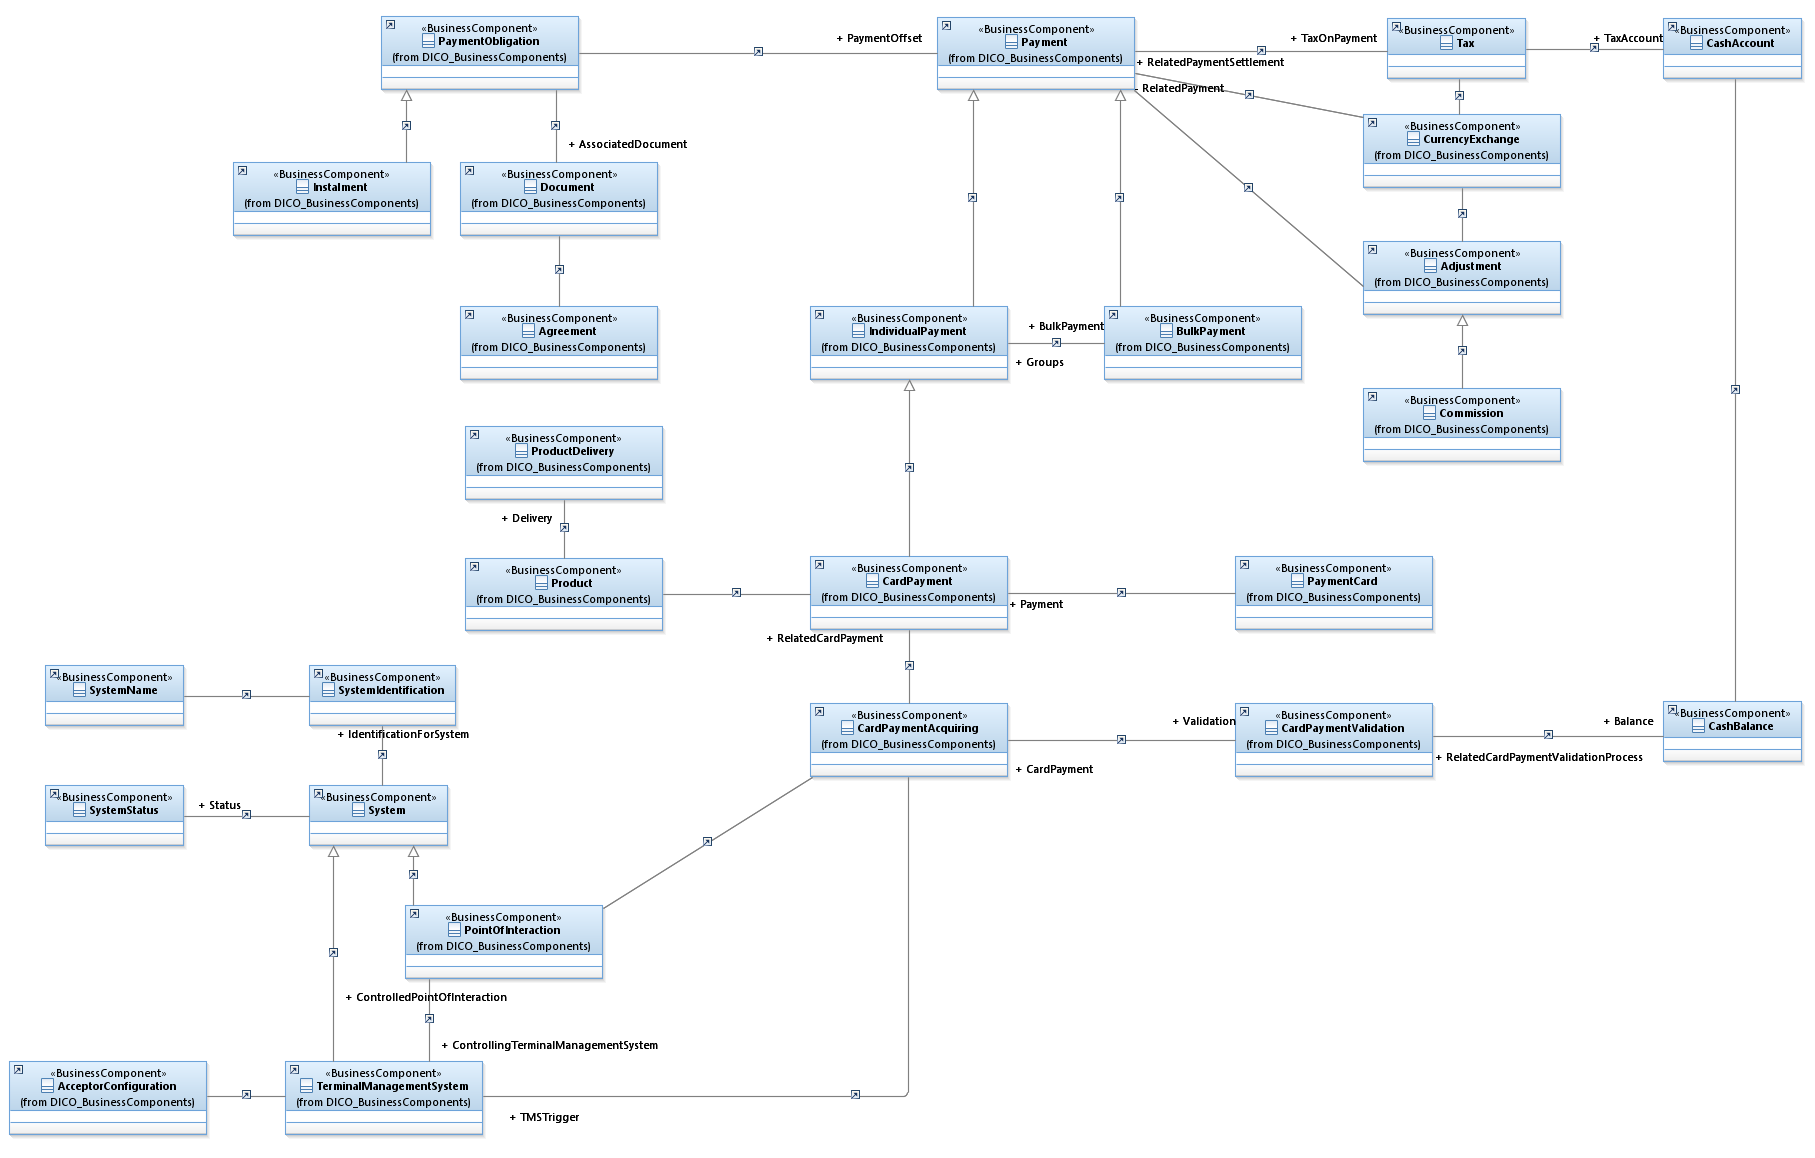 «BusinessComponent»
PaymentObligation
(from DICO_BusinessComponents)
+ PaymentOffset
«BusinessComponent»
Payment
(from DICO_BusinessComponents)
+ TaxOnPayment
+ RelatedPaymentSettlement
- RelatedPayment
«BusinessComponent»
Tax
+ TaxAccount
«BusinessComponent»
CashAccount
+ AssociatedDocument
«BusinessComponent»
CurrencyExchange
(from DICO_BusinessComponents)
«BusinessComponent»
Instalment
(from DICO_BusinessComponents)
«BusinessComponent»
Document
(from DICO_BusinessComponents)
«BusinessComponent»
Adjustment
(from DICO_BusinessComponents)
«BusinessComponent»
Agreement
(from DICO_BusinessComponents)
«BusinessComponent»
IndividualPayment
(from DICO_BusinessComponents)
+ BulkPayment
+ Groups
«BusinessComponent»
BulkPayment
(from DICO_BusinessComponents)
«BusinessComponent»
Commission
(from DICO_BusinessComponents)
«BusinessComponent»
ProductDelivery
(from DICO_BusinessComponents)
+ Delivery
«BusinessComponent»
Product
(from DICO_BusinessComponents)
«BusinessComponent»
CardPayment
(from DICO_BusinessComponents)
+ Payment
«BusinessComponent»
PaymentCard
(from DICO_BusinessComponents)
+ RelatedCardPayment
«BusinessComponent»
SystemName
«BusinessComponent»
SystemIdentification
+ IdentificationForSystem
«BusinessComponent»
CardPaymentAcquiring
(from DICO_BusinessComponents)
+ Validation
+ CardPayment
«BusinessComponent»
CardPaymentValidation
(from DICO_BusinessComponents)
+ Balance
+ RelatedCardPaymentValidationProcess
«BusinessComponent»
CashBalance
«BusinessComponent»
SystemStatus
+ Status
«BusinessComponent»
System
«BusinessComponent»
PointOfInteraction
(from DICO_BusinessComponents)
+ ControlledPointOfInteraction
+ ControllingTerminalManagementSystem
«BusinessComponent»
AcceptorConfiguration
(from DICO_BusinessComponents)
«BusinessComponent»
TerminalManagementSystem
(from DICO_BusinessComponents)
+ TMSTrigger